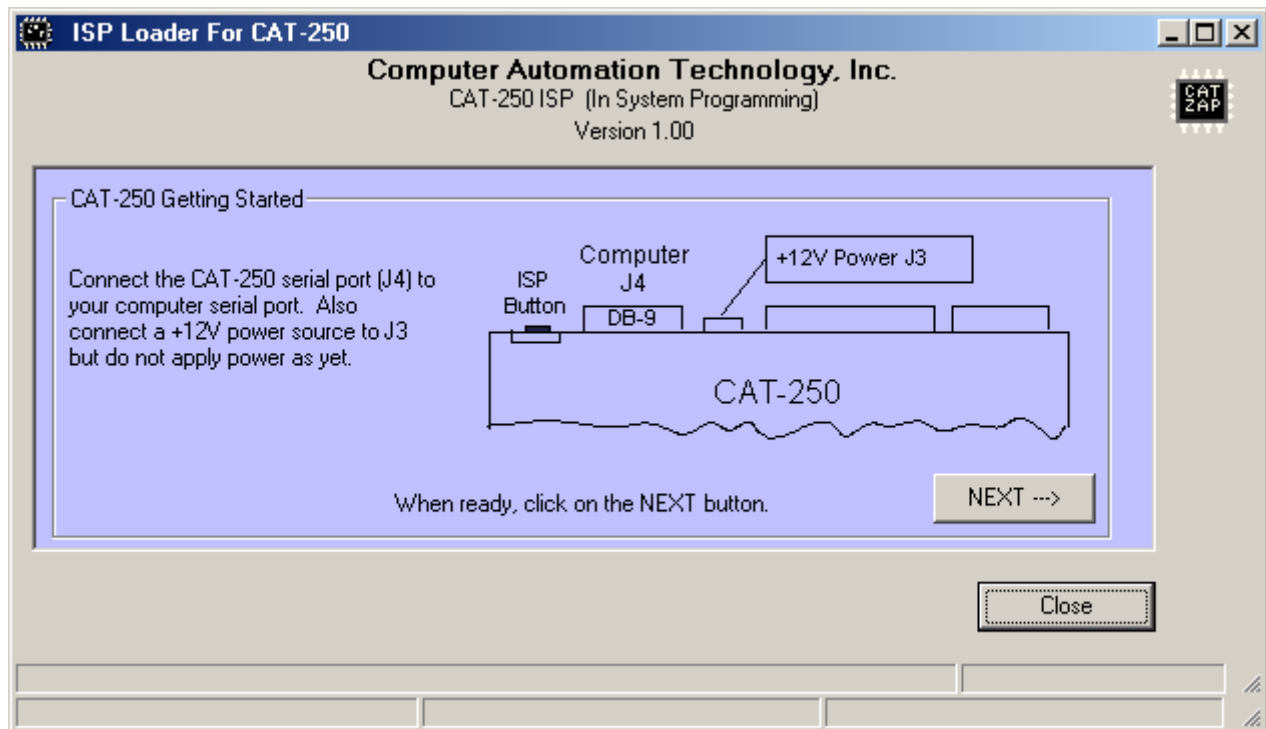 ISP Loader For CAT-250
Computer Automation Technology, Inc.
CAT-250 ISP (In System Programming)
Version 1.00
CAT
ZAP
CAT-250 Getting Started
Connect the CAT-250 serial port (J4) to
your computer serial port. Also
connect a +12V power source to J3
but do not apply power as yet.
ISP
Button
Computer
J4
DB-9
+12V Power J3
CAT-250
When ready, click on the NEXT button.
NEXT --->
Close